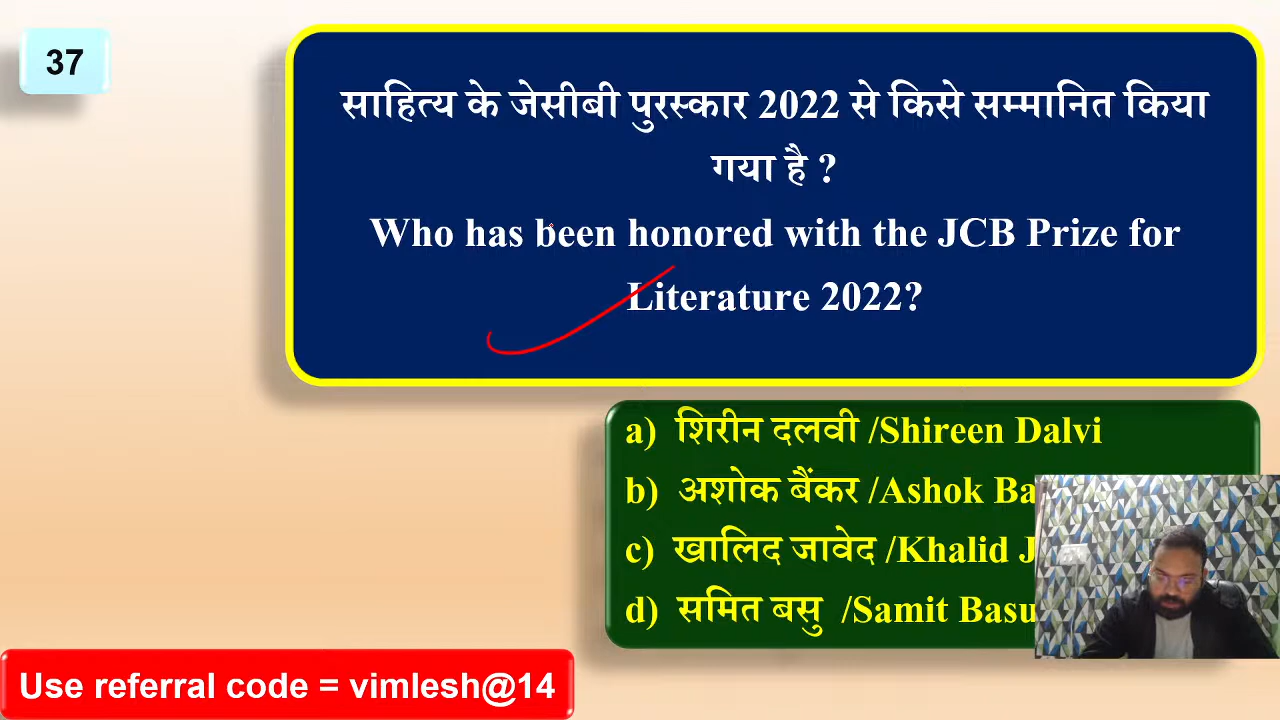 37
साहित्य के जेसीबी पुरस्कार 2022 से किसे सम्मानित किया
गया है ?
Who has been honored with the JCB Prize for
Literature 2022?
a) शिरीन दलवी /Shireen Dalvi
b) अशोक बैंकर /Ashok
c) खालिद जावेद /Khalid
d) समित बसु /Samit Basu
Use referral code = vimlesh@14